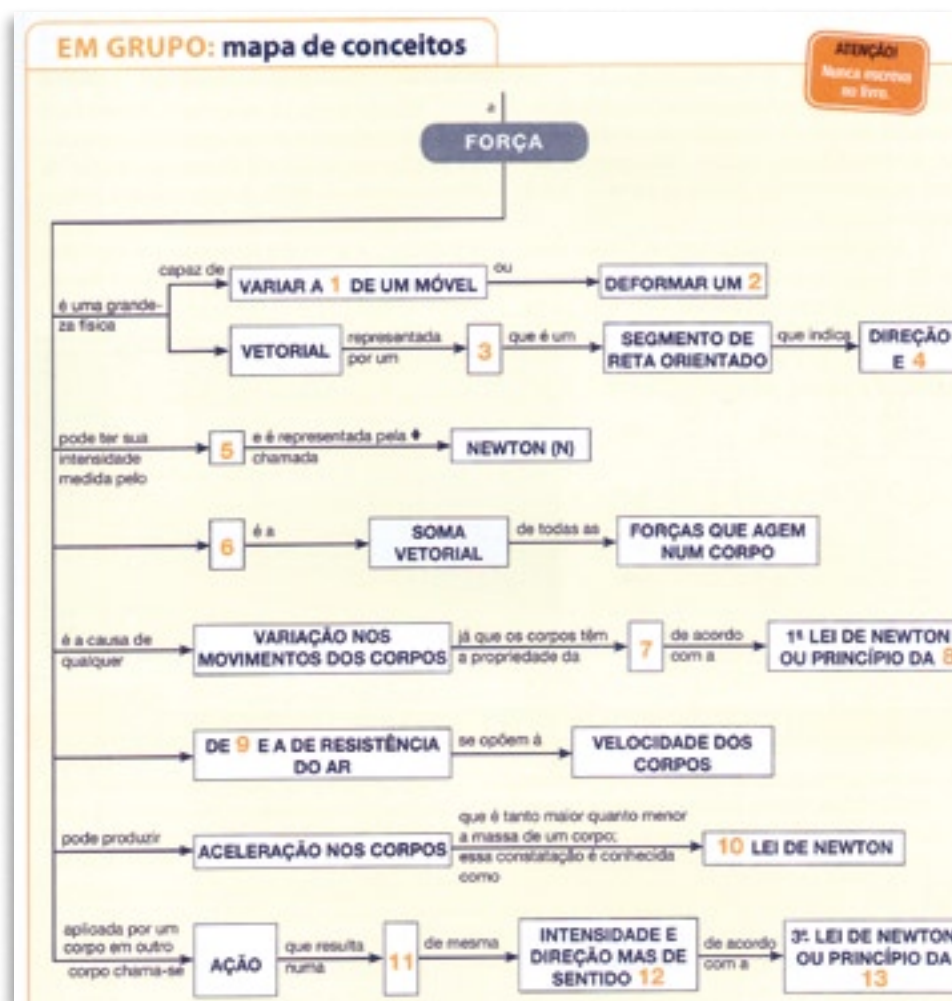 EM GRUPO: mapa de conceitos
ATENÇÃO!
Nunca escreva
no livro.
a
FORÇA
é uma grande-
za física
capaz de
VARIAR A 1 DE UM MÓVEL
ou
DEFORMAR UM 2
VETORIAL
representada
por um
3
que é um
SEGMENTO DE
RETA ORIENTADO
que indica
DIREÇÃO
E 4
pode ter sua
intensidade
medida pelo
5
e é representada pela ♦
chamada
NEWTON (N)
6
é a
SOMA
VETORIAL
de todas as
FORÇAS QUE AGEM
NUM CORPO
é a causa de
qualquer
VARIAÇÃO NOS
MOVIMENTOS DOS CORPOS
já que os corpos têm
a propriedade da
7
de acordo
com a
1ª LEI DE NEWTON
OU PRINCÍPIO DA 8
DE 9 E A DE RESISTÊNCIA
DO AR
se opõem à
VELOCIDADE DOS
CORPOS
pode produzir
ACELERAÇÃO NOS CORPOS
que é tanto maior quanto menor
a massa de um corpo;
essa constatação é conhecida
como
10 LEI DE NEWTON
aplicada por um
corpo em outro
corpo chama-se
AÇÃO
que resulta
numa
11
de mesma
INTENSIDADE E
DIREÇÃO MAS DE
SENTIDO 12
de acordo
com a
3ª LEI DE NEWTON
OU PRINCÍPIO DA
13